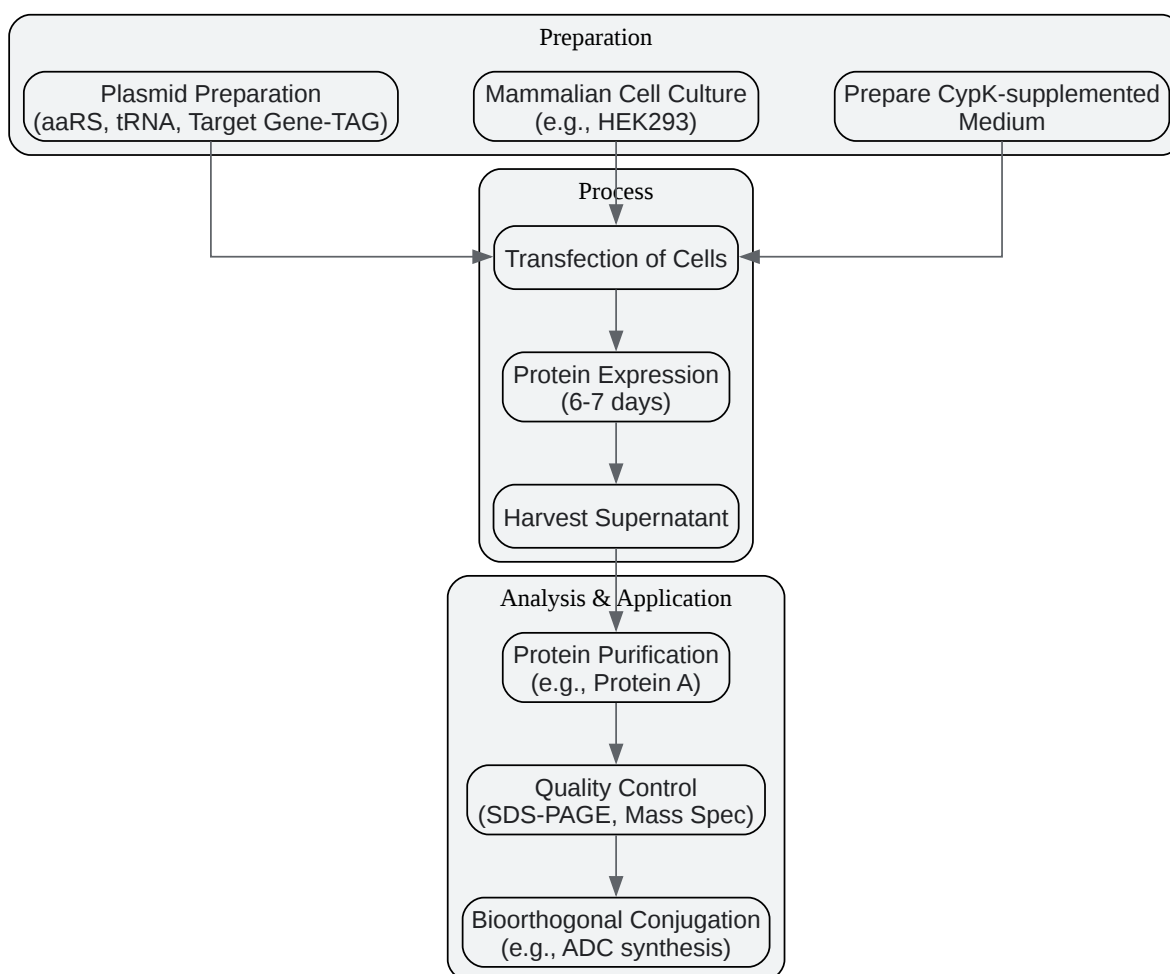 Preparation
Plasmid Preparation
(aaRS, tRNA, Target Gene-TAG)
Mammalian Cell Culture
(e.g., HEK293)
Prepare CypK-supplemented
Medium
Process
Transfection of Cells
Protein Expression
(6-7 days)
Harvest Supernatant
Analysis & Application
Protein Purification
(e.g., Protein A)
Quality Control
(SDS-PAGE, Mass Spec)
Bioorthogonal Conjugation
(e.g., ADC synthesis)